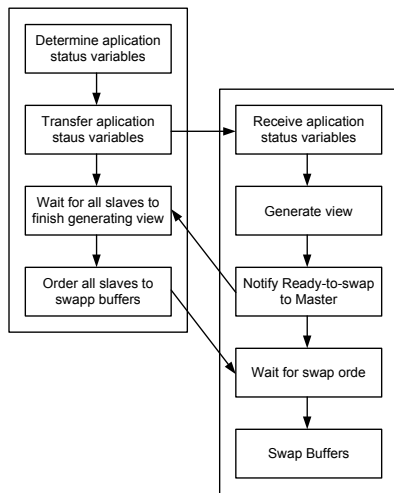 Determine aplication
status variables
Transfer aplication
staus variables
Wait for all slaves to
finish generating view
Order all slaves to
swapp buffers
Receive aplication
status variables
Generate view
Notify Ready-to-swap
to Master
Wait for swap orde
Swap Buffers